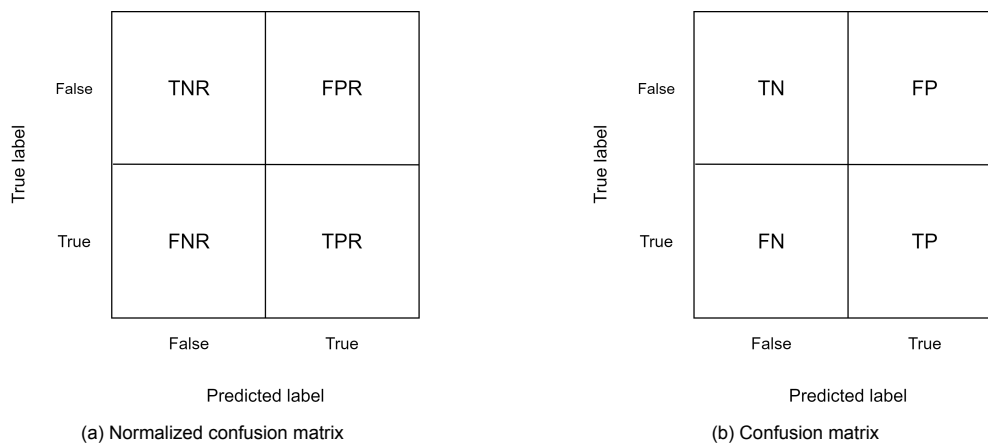 False TNR FPR
True label
True FNR TPR
False True
Predicted label
(a) Normalized confusion matrix
False TN FP
True label
True FN TP
False True
Predicted label
(b) Confusion matrix